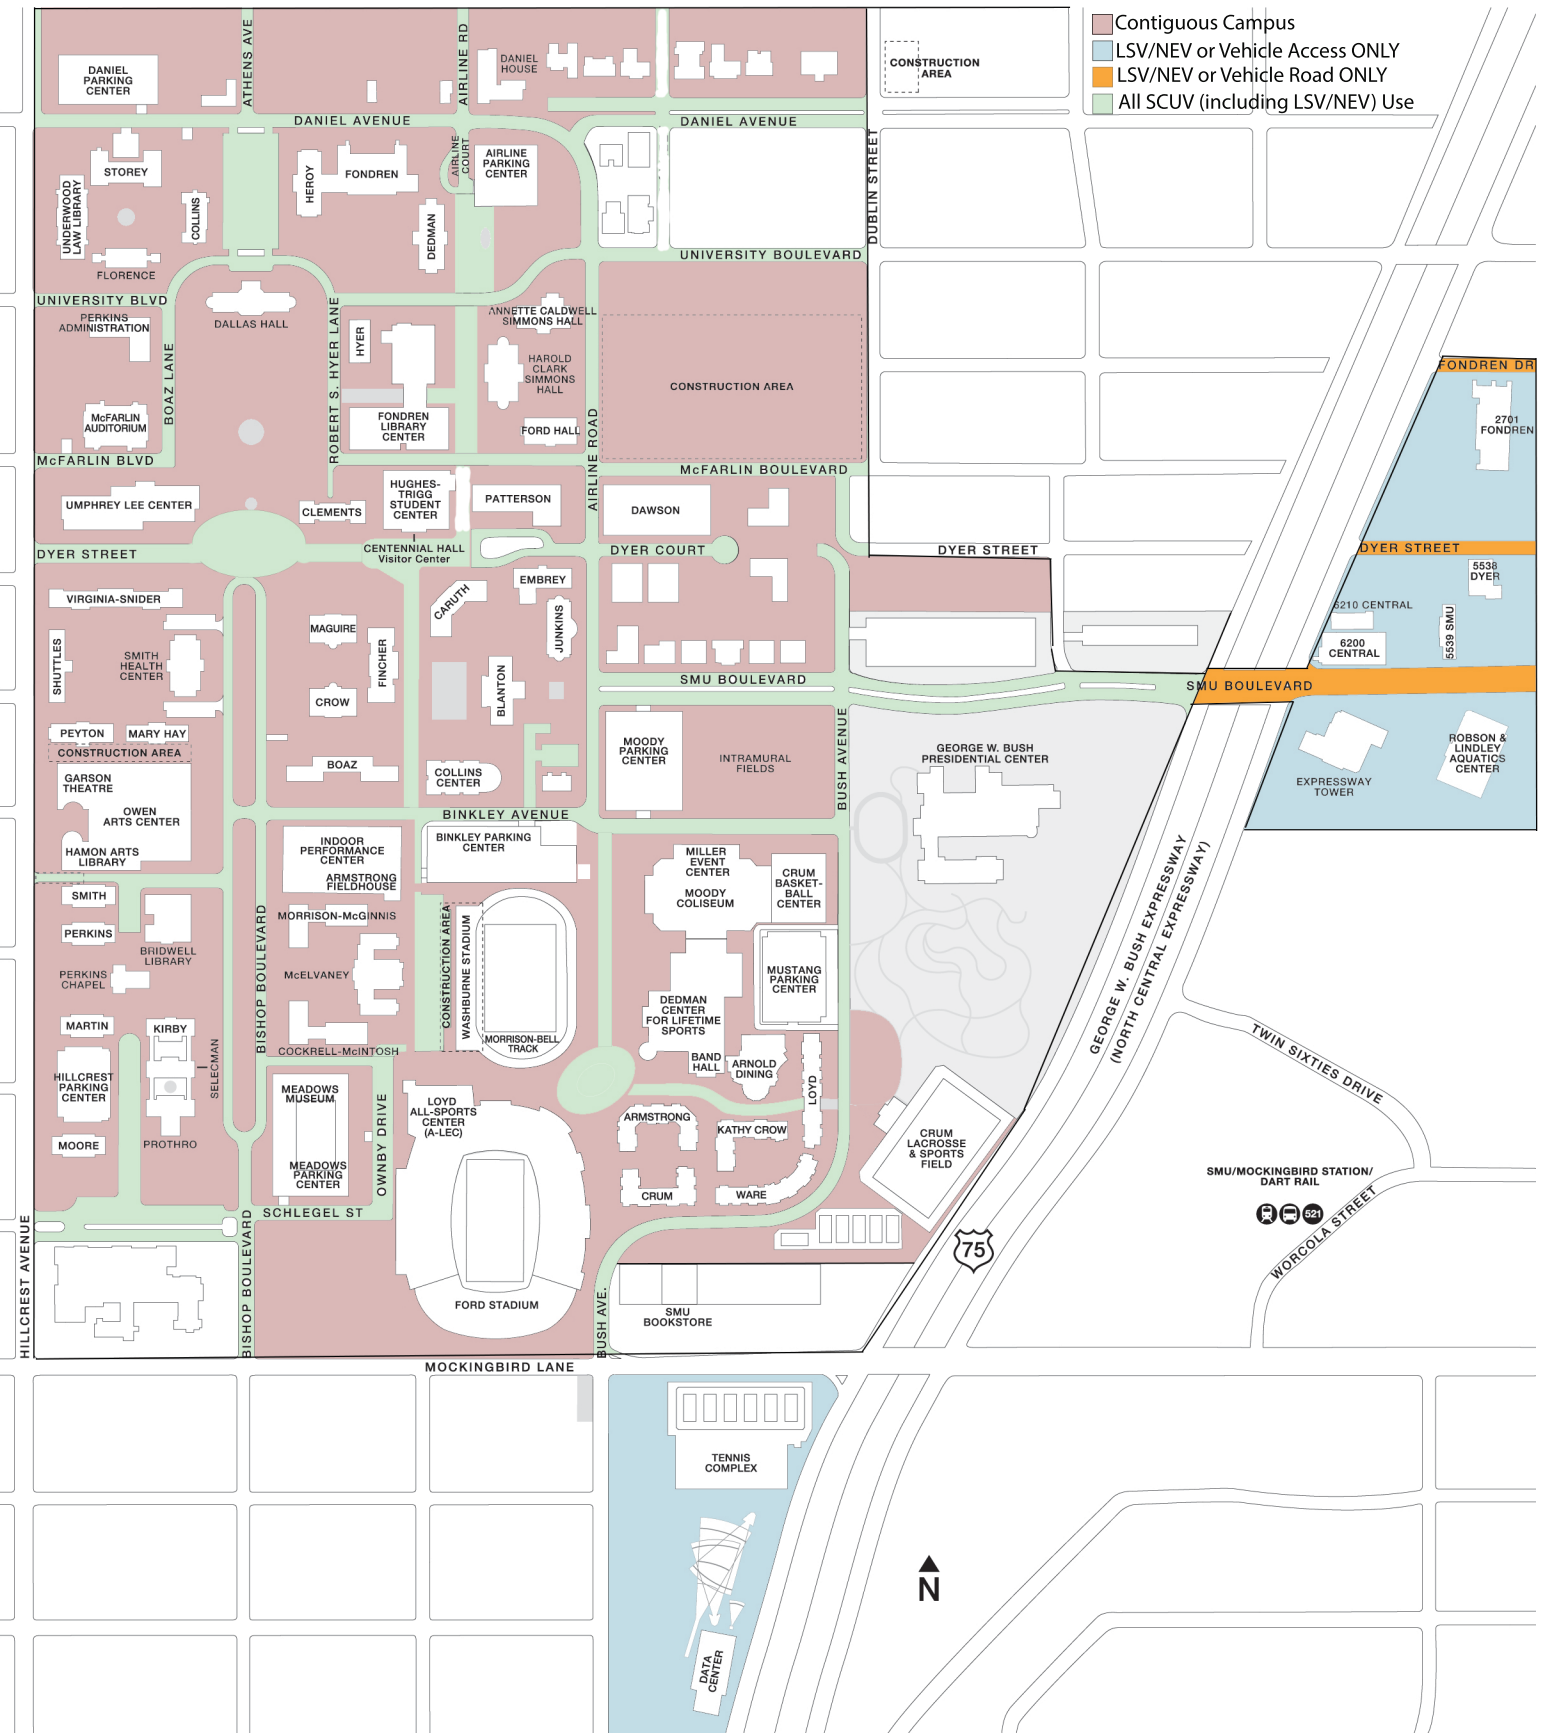 Contiguous Campus
LSV/NEV or Vehicle Access ONLY
LSV/NEV or Vehicle Road ONLY
All SCUV (including LSV/NEV) Use
ATHENS AVE
AIRLINE RD
DANIEL
PARKING
CENTER
DANIEL
HOUSE
CONSTRUCTION
AREA
DANIEL AVENUE
DANIEL AVENUE
DUBLIN STREET
AIRLINE
COURT
AIRLINE
PARKING
CENTER
STOREY
HEROY
FONDREN
UNDERWOOD
LAW LIBRARY
COLLINS
DEDMAN
FLORENCE
UNIVERSITY BOULEVARD
UNIVERSITY BLVD
PERKINS
ADMINISTRATION
DALLAS HALL
ANNETTE CALDWELL
SIMMONS HALL
BOAZ LANE
ROBERT S. HYER LANE
HYER
HAROLD
CLARK
SIMMONS
HALL
CONSTRUCTION AREA
FONDREN DR
McFARLIN
AUDITORIUM
FONDREN
LIBRARY
CENTER
FORD HALL
AIRLINE ROAD
2701
FONDREN
McFARLIN BLVD
McFARLIN BOULEVARD
UMPHREY LEE CENTER
CLEMENTS
HUGHES-
TRIGG
STUDENT
CENTER
PATTERSON
DAWSON
DYER STREET
CENTENNIAL HALL
Visitor Center
DYER COURT
DYER STREET
DYER STREET
VIRGINIA-SNIDER
CARUTH
EMBREY
5538
DYER
6210 CENTRAL
MAGUIRE
FINCHER
JUNKINS
SHUTTLES
SMITH
HEALTH
CENTER
6200
CENTRAL
5539 SMU
CROW
BLANTON
SMU BOULEVARD
SMU BOULEVARD
PEYTON
MARY HAY
CONSTRUCTION AREA
MOODY
PARKING
CENTER
INTRAMURAL
FIELDS
BUSH AVENUE
GEORGE W. BUSH
PRESIDENTIAL CENTER
ROBSON &
LINDLEY
AQUATICS
CENTER
EXPRESSWAY
TOWER
GARSON
THEATRE
BOAZ
COLLINS
CENTER
OWEN
ARTS CENTER
BINKLEY AVENUE
HAMON ARTS
LIBRARY
INDOOR
PERFORMANCE
CENTER
ARMSTRONG
FIELDHOUSE
BINKLEY PARKING
CENTER
MILLER
EVENT
CENTER
MOODY
COLISEUM
CRUM
BASKET-
BALL
CENTER
SMITH
PERKINS
BRIDWELL
LIBRARY
BISHOP BOULEVARD
MORRISON-McGINNIS
McELVANEY
CONSTRUCTION AREA
WASHBURNE STADIUM
MORRISON-BELL
TRACK
MUSTANG
PARKING
CENTER
DEDMAN
CENTER
FOR LIFETIME
SPORTS
PERKINS
CHAPEL
MARTIN
KIRBY
SELECMAN
COCKRELL-McINTOSH
BAND
HALL
ARNOLD
DINING
LOYD
GEORGE W. BUSH EXPRESSWAY
(NORTH CENTRAL EXPRESSWAY)
TWIN SIXTIES DRIVE
HILLCREST
PARKING
CENTER
MEADOWS
MUSEUM
LOYD
ALL-SPORTS
CENTER
(A-LEC)
OWNBY DRIVE
ARMSTRONG
KATHY CROW
MOORE
PROTHRO
CRUM
LACROSSE
& SPORTS
FIELD
MEADOWS
PARKING
CENTER
CRUM
WARE
SMU/MOCKINGBIRD STATION/
DART RAIL
521
WORCOLA STREET
SCHLEGEL ST
HILLCREST AVENUE
BISHOP BOULEVARD
75
FORD STADIUM
BUSH AVE.
SMU
BOOKSTORE
MOCKINGBIRD LANE
TENNIS
COMPLEX
N
DATA
CENTER